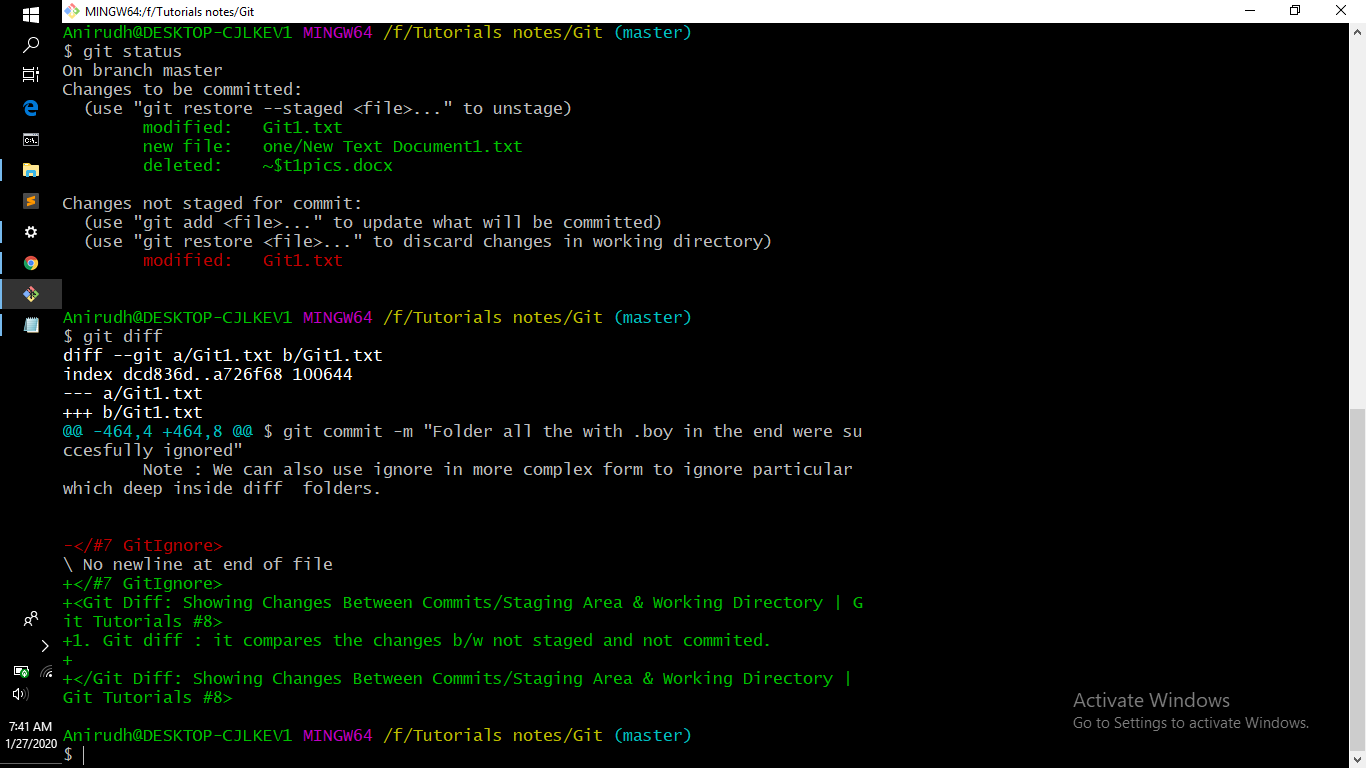 MINGW64:/f/Tutorials notes/Git
Anirudh@DESKTOP-CJLKEV1 MINGW64 /f/Tutorials notes/Git (master)
$ git status
On branch master
Changes to be committed:
  (use "git restore --staged <file>..." to unstage)
        modified:   Git1.txt
        new file:   one/New Text Document1.txt
        deleted:    ~$t1pics.docx
Changes not staged for commit:
  (use "git add <file>..." to update what will be committed)
  (use "git restore <file>..." to discard changes in working directory)
        modified:   Git1.txt
Anirudh@DESKTOP-CJLKEV1 MINGW64 /f/Tutorials notes/Git (master)
$ git diff
diff --git a/Git1.txt b/Git1.txt
index dcd836d..a726f68 100644
--- a/Git1.txt
+++ b/Git1.txt
@@ -464,4 +464,8 @@ $ git commit -m "Folder all the with .boy in the end were su
ccesfully ignored"
        Note : We can also use ignore in more complex form to ignore particular
which deep inside diff  folders.
-</#7 GitIgnore>
\ No newline at end of file
+</#7 GitIgnore>
+<Git Diff: Showing Changes Between Commits/Staging Area & Working Directory | G
it Tutorials #8>
+1. Git diff : it compares the changes b/w not staged and not commited.
+
+</Git Diff: Showing Changes Between Commits/Staging Area & Working Directory |
Git Tutorials #8>
Anirudh@DESKTOP-CJLKEV1 MINGW64 /f/Tutorials notes/Git (master)
$
Activate Windows
Go to Settings to activate Windows.
7:41 AM
1/27/2020